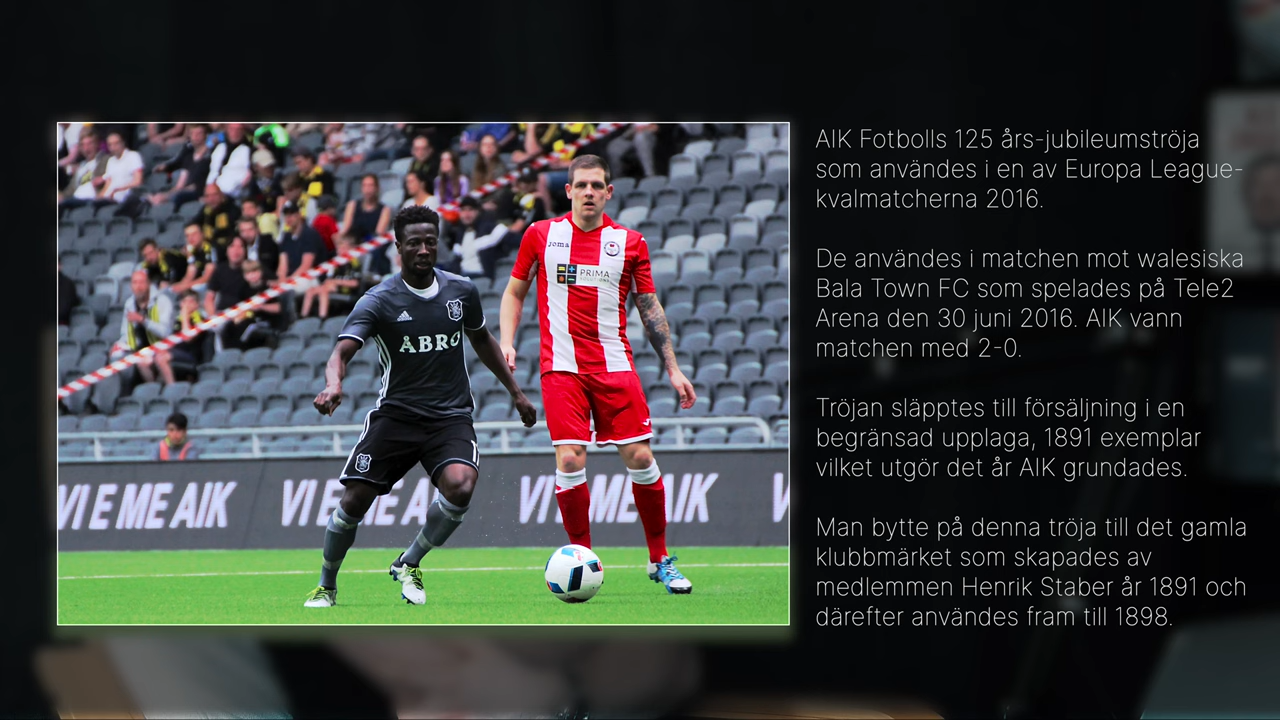 AIK Fotbolls 125 års-jubileumströja
som användes i en av Europa League-
kvalmatcherna 2016.
De användes i matchen mot walesiska
Bala Town FC som spelades på Tele2
Arena den 30 juni 2016. AIK vann
matchen med 2-0.
Tröjan släpptes till försäljning i en
begränsad upplaga, 1891 exemplar
vilket utgör det år AIK grundades.
Man bytte på denna tröja till det gamla
klubbmärket som skapades av
medlemmen Henrik Staber år 1891 och
därefter användes fram till 1898.
joma
PRIMA
SOLUTIONS
ÅBRO
VI E ME AIK
VI E ME A
VI E ME AIK
V